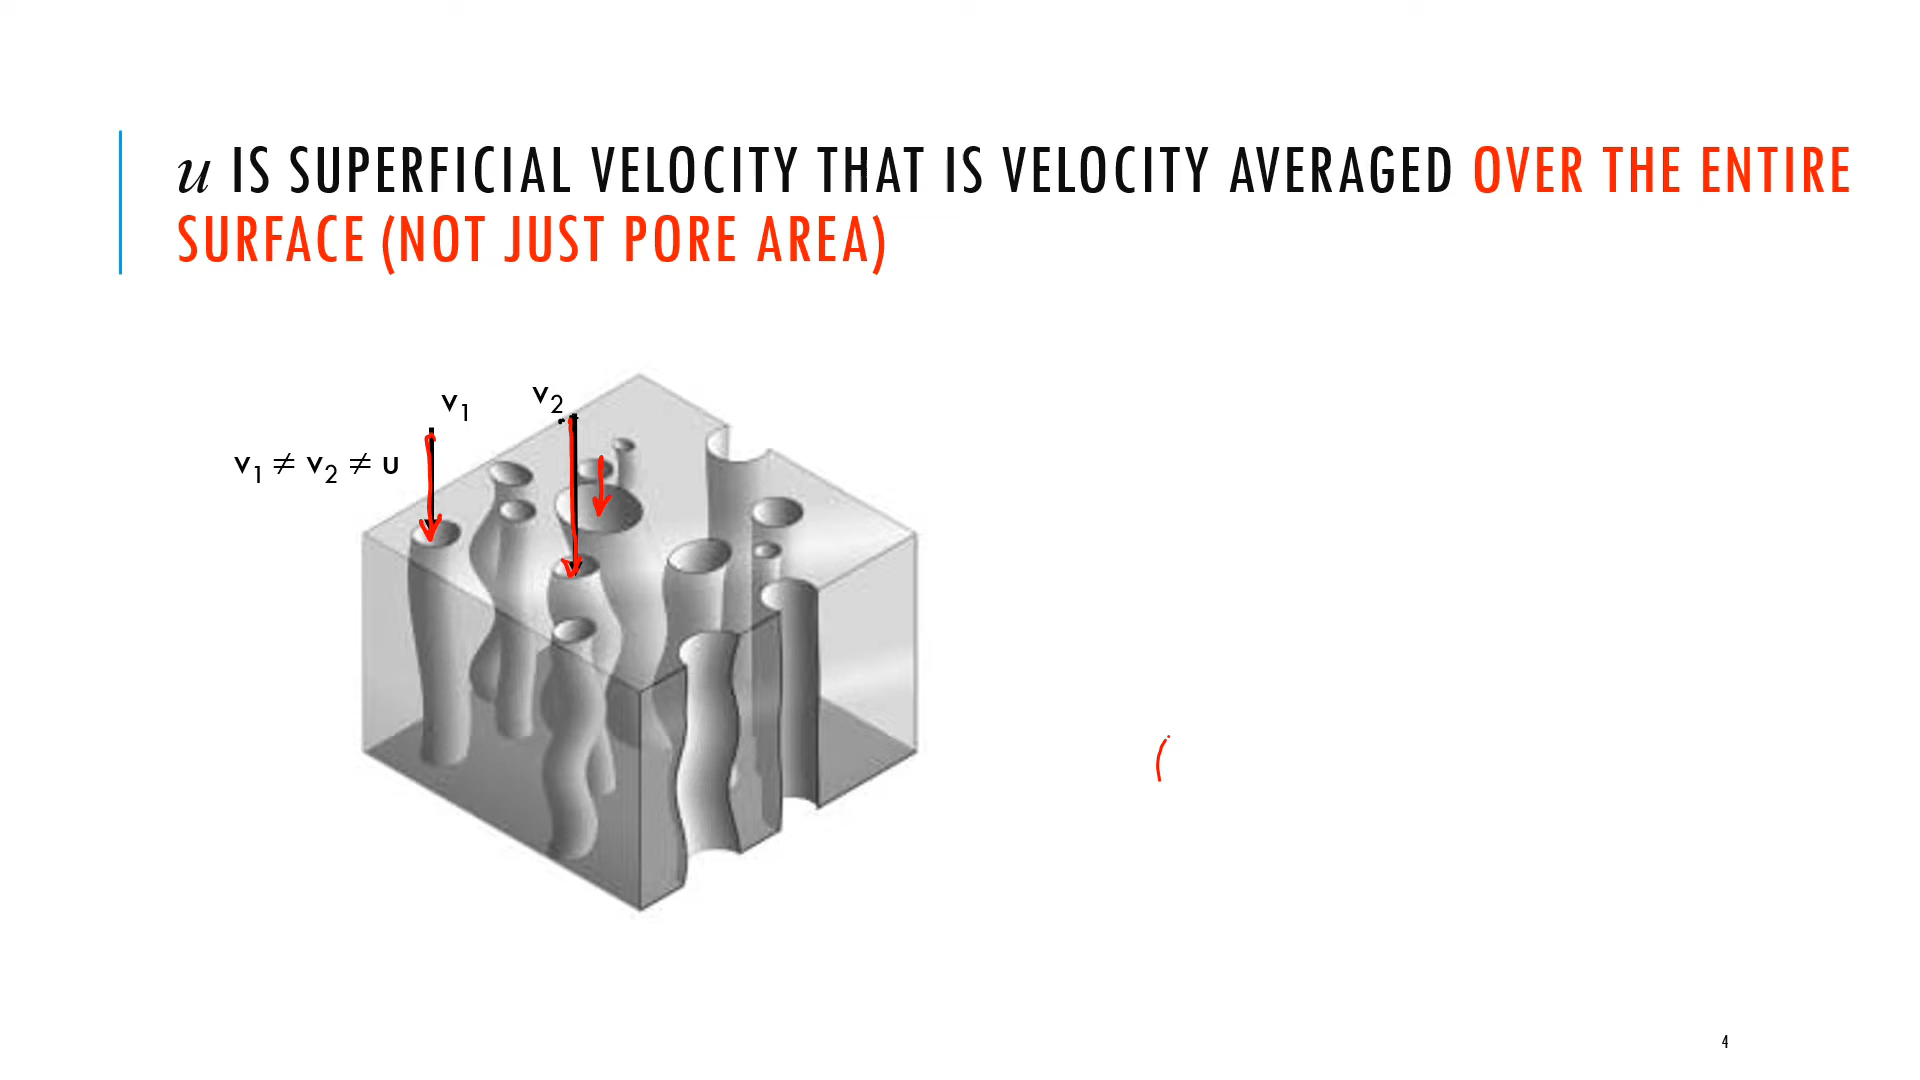 u IS SUPERFICIAL VELOCITY THAT IS VELOCITY AVERAGED OVER THE ENTIRE
SURFACE (NOT JUST PORE AREA)
v₁
v₂
v₁ ≠ v₂ ≠ u
(
4